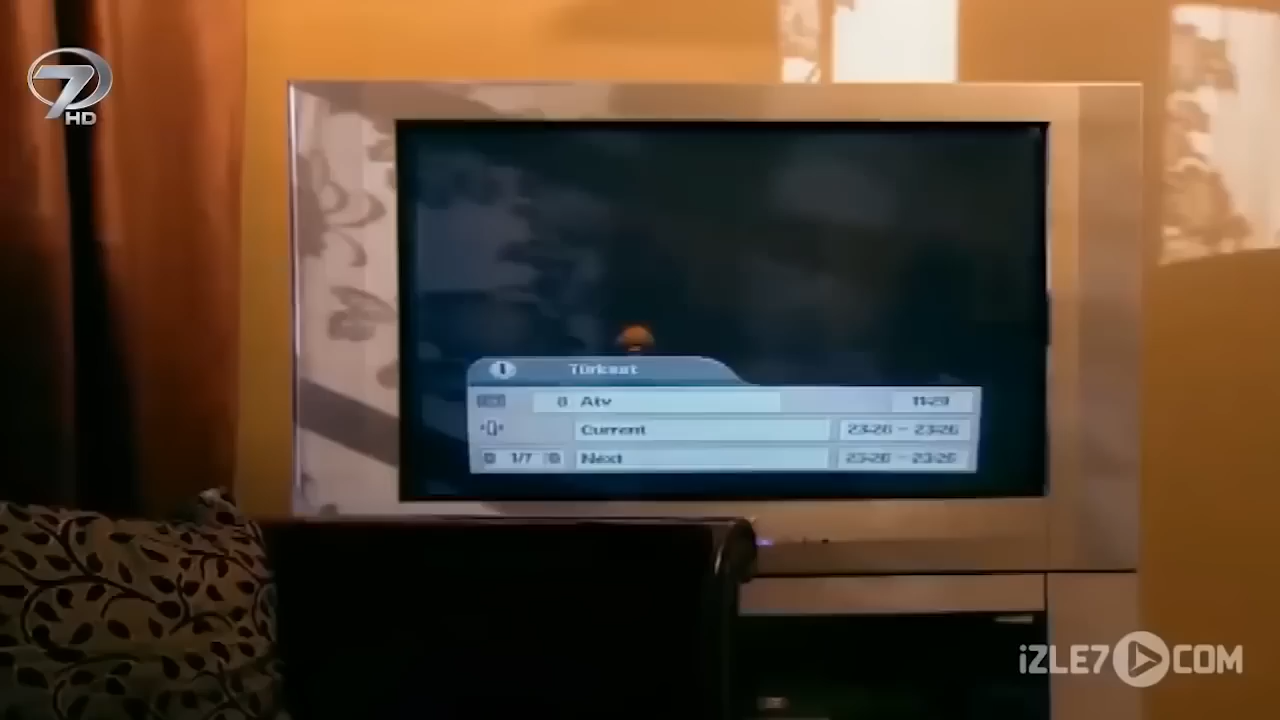 7
HD
Türksat
8 Atv 11:29
Current 23:26 - 23:26
1/7 Next 23:26 - 23:26
iZLE7 COM